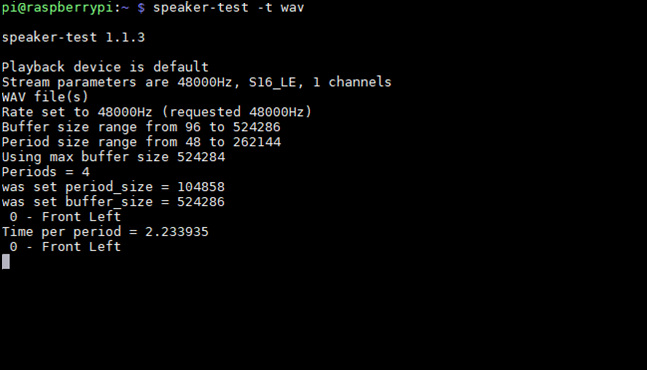 pi@raspberrypi:~ $ speaker-test -t wav
speaker-test 1.1.3
Playback device is default
Stream parameters are 48000Hz, S16_LE, 1 channels
WAV file(s)
Rate set to 48000Hz (requested 48000Hz)
Buffer size range from 96 to 524286
Period size range from 48 to 262144
Using max buffer size 524284
Periods = 4
was set period_size = 104858
was set buffer_size = 524286
 0 - Front Left
Time per period = 2.233935
 0 - Front Left